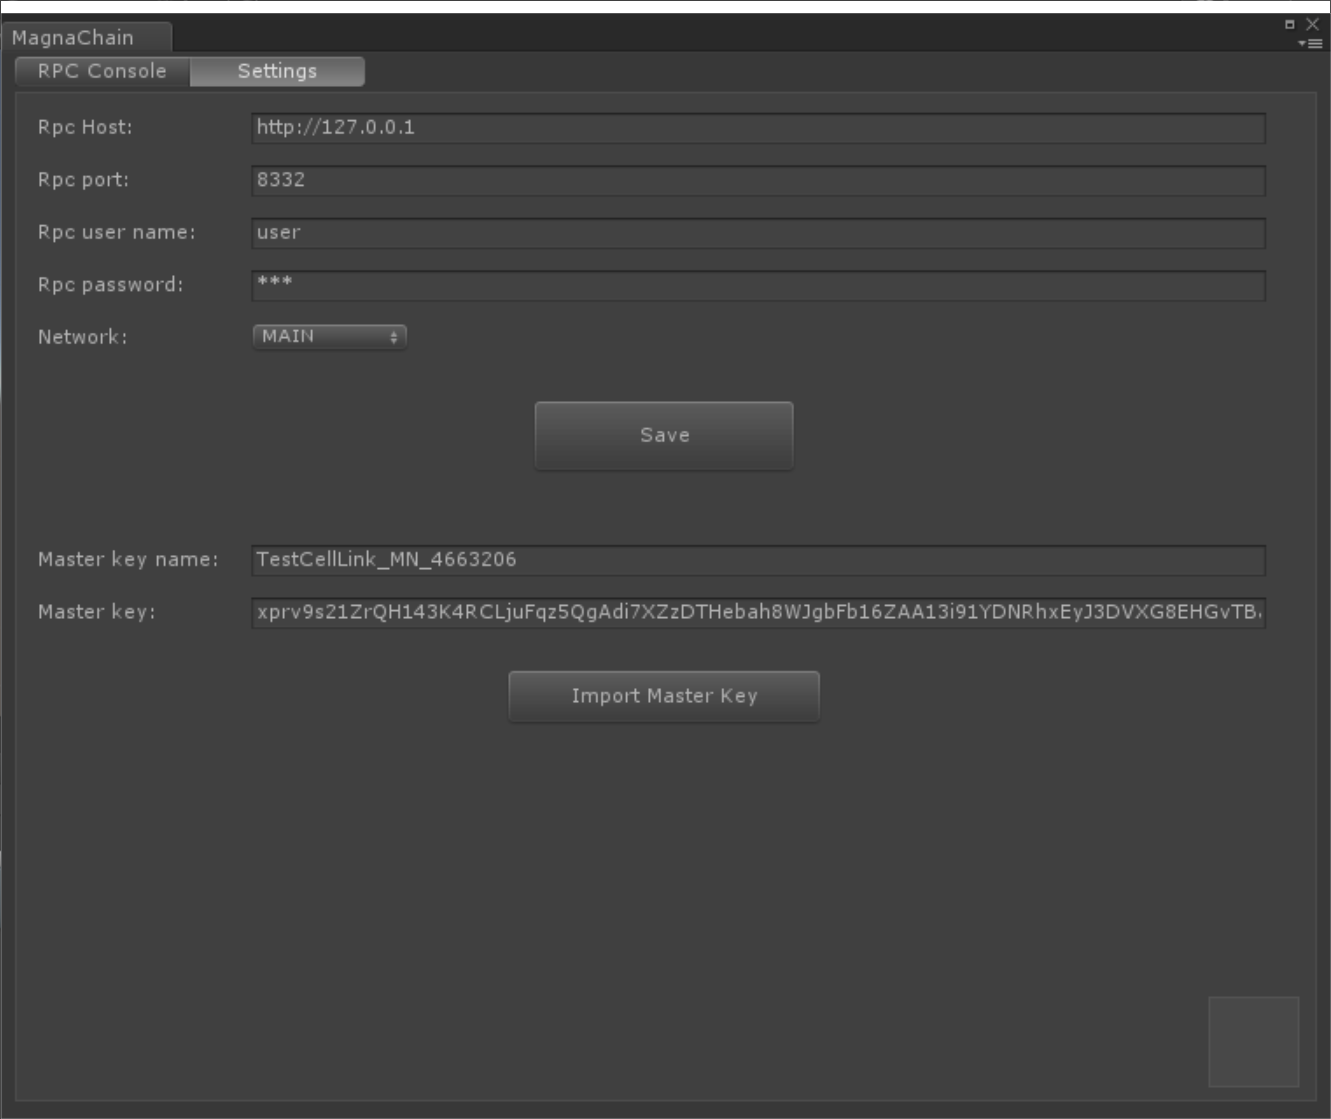 MagnaChain
RPC Console Settings
Rpc Host: http://127.0.0.1
Rpc port: 8332
Rpc user name: user
Rpc password: ***
Network: MAIN
Save
Master key name: TestCellLink_MN_4663206
Master key: xprv9s21ZrQH143K4RCLjuFqz5QgAdi7XZzDTHebah8WJgbFb16ZAA13i91YDNRhxEyJ3DVXG8EHGvTB
Import Master Key